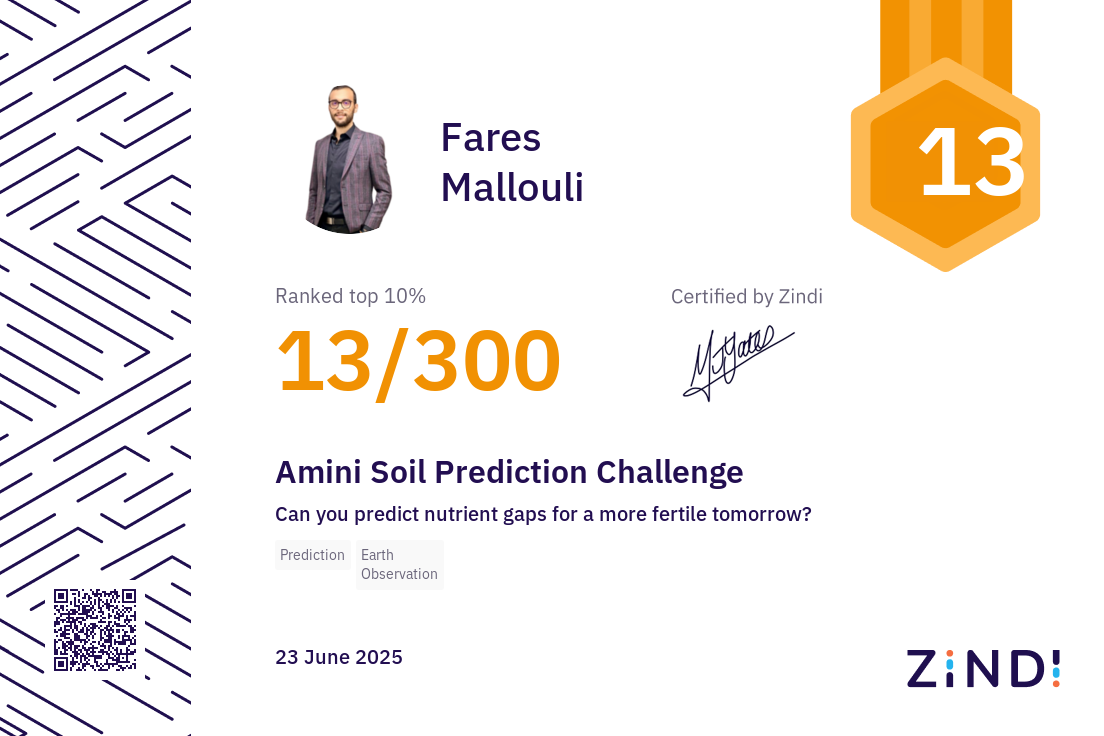 13
Fares
Mallouli
Ranked top 10%
Certified by Zindi
13/300
MJYates
Amini Soil Prediction Challenge
Can you predict nutrient gaps for a more fertile tomorrow?
Prediction
Earth
Observation
23 June 2025
ZiNDI